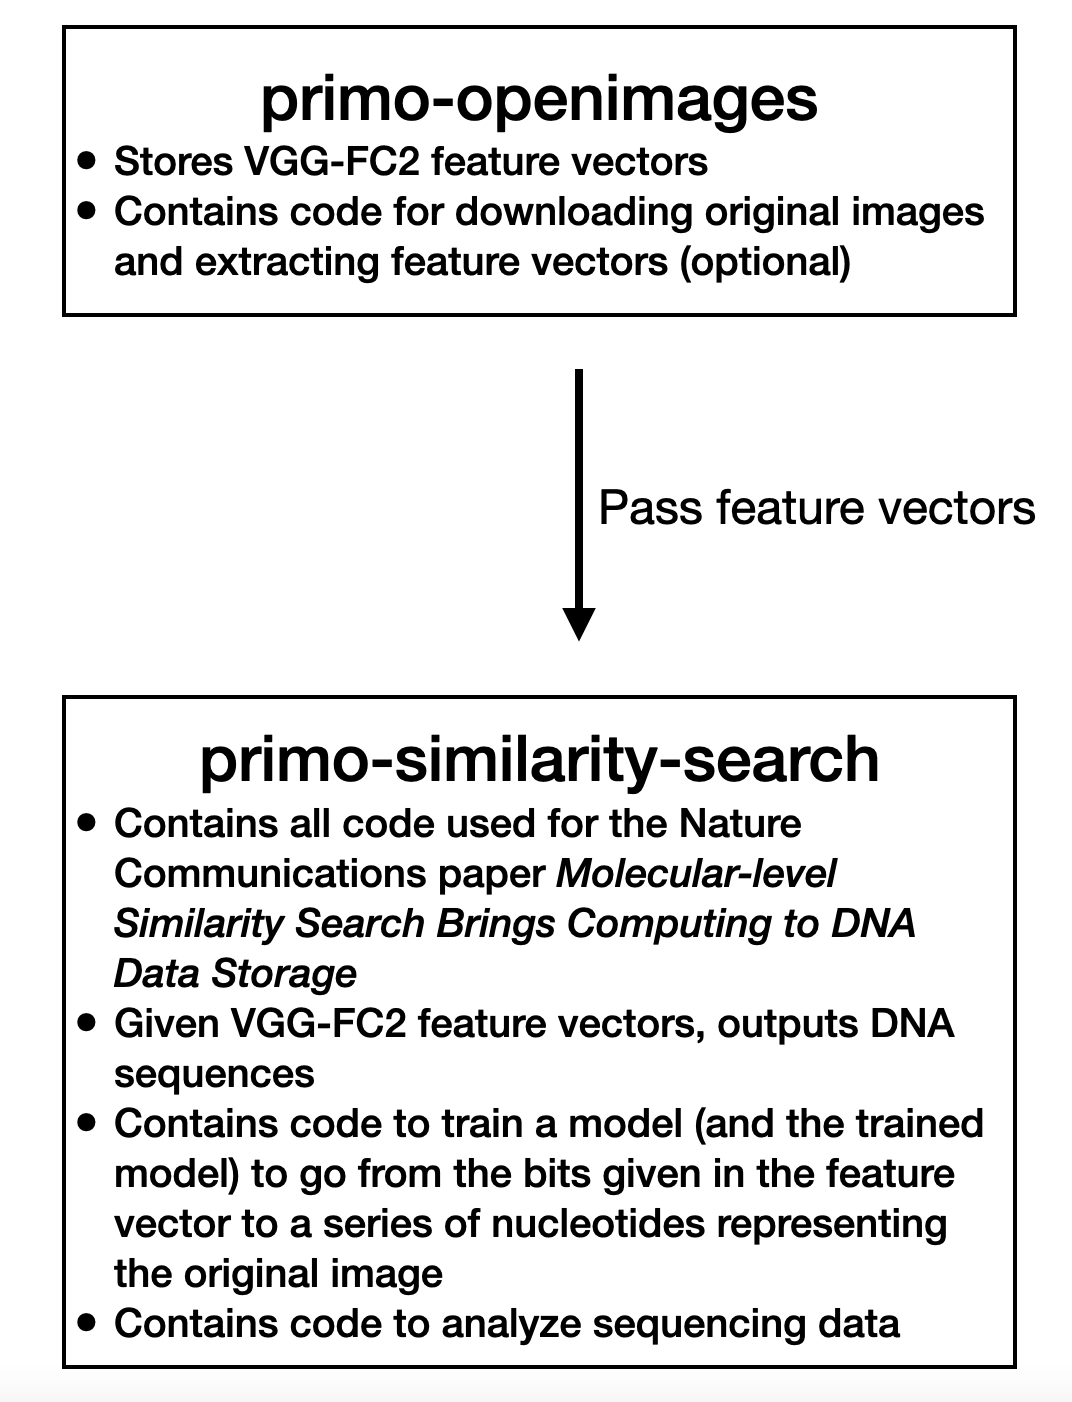 primo-openimages
• Stores VGG-FC2 feature vectors
• Contains code for downloading original images
and extracting feature vectors (optional)
Pass feature vectors
primo-similarity-search
• Contains all code used for the Nature
Communications paper Molecular-level
Similarity Search Brings Computing to DNA
Data Storage
• Given VGG-FC2 feature vectors, outputs DNA
sequences
• Contains code to train a model (and the trained
model) to go from the bits given in the feature
vector to a series of nucleotides representing
the original image
• Contains code to analyze sequencing data